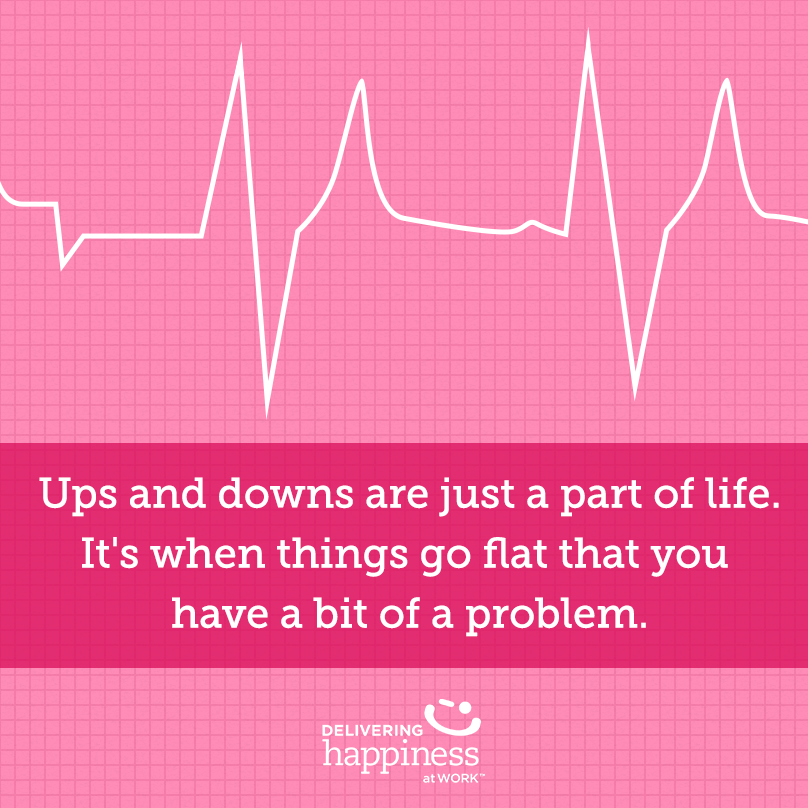 Ups and downs are just a part of life.
It's when things go flat that you
have a bit of a problem.
DELIVERING
happiness
at WORK™